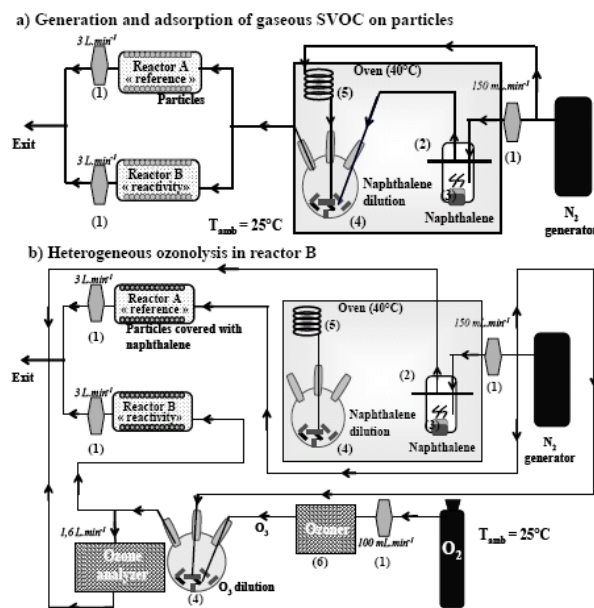 a) Generation and adsorption of gaseous SVOC on particles
3 L.min-1
Reactor A
« reference »
(1)
Particles
Exit
3 L.min-1
Reactor B
« reactivity»
(1)
Tamb = 25°C
Oven (40°C)
(5)
(2)
Naphthalene
dilution
3)
(4)
Naphthalene
150 mL.min-1
(1)
N2
generator
b) Heterogeneous ozonolysis in reactor B
3 L.min-1
Reactor A
« reference »
(1)
Particles covered with
naphthalene
Exit
3 L.min-1
Reactor B
« reactivity»
(1)
Oven (40°C)
(5)
(2)
Naphthalene
dilution
3)
(4)
Naphthalene
150 mL.min-1
(1)
N2
generator
1,6 L.min-1
Ozone
analyzer
O3
(4)
O3 dilution
Ozoner
(6)
100 mL.min-1
(1)
O2
Tamb = 25°C